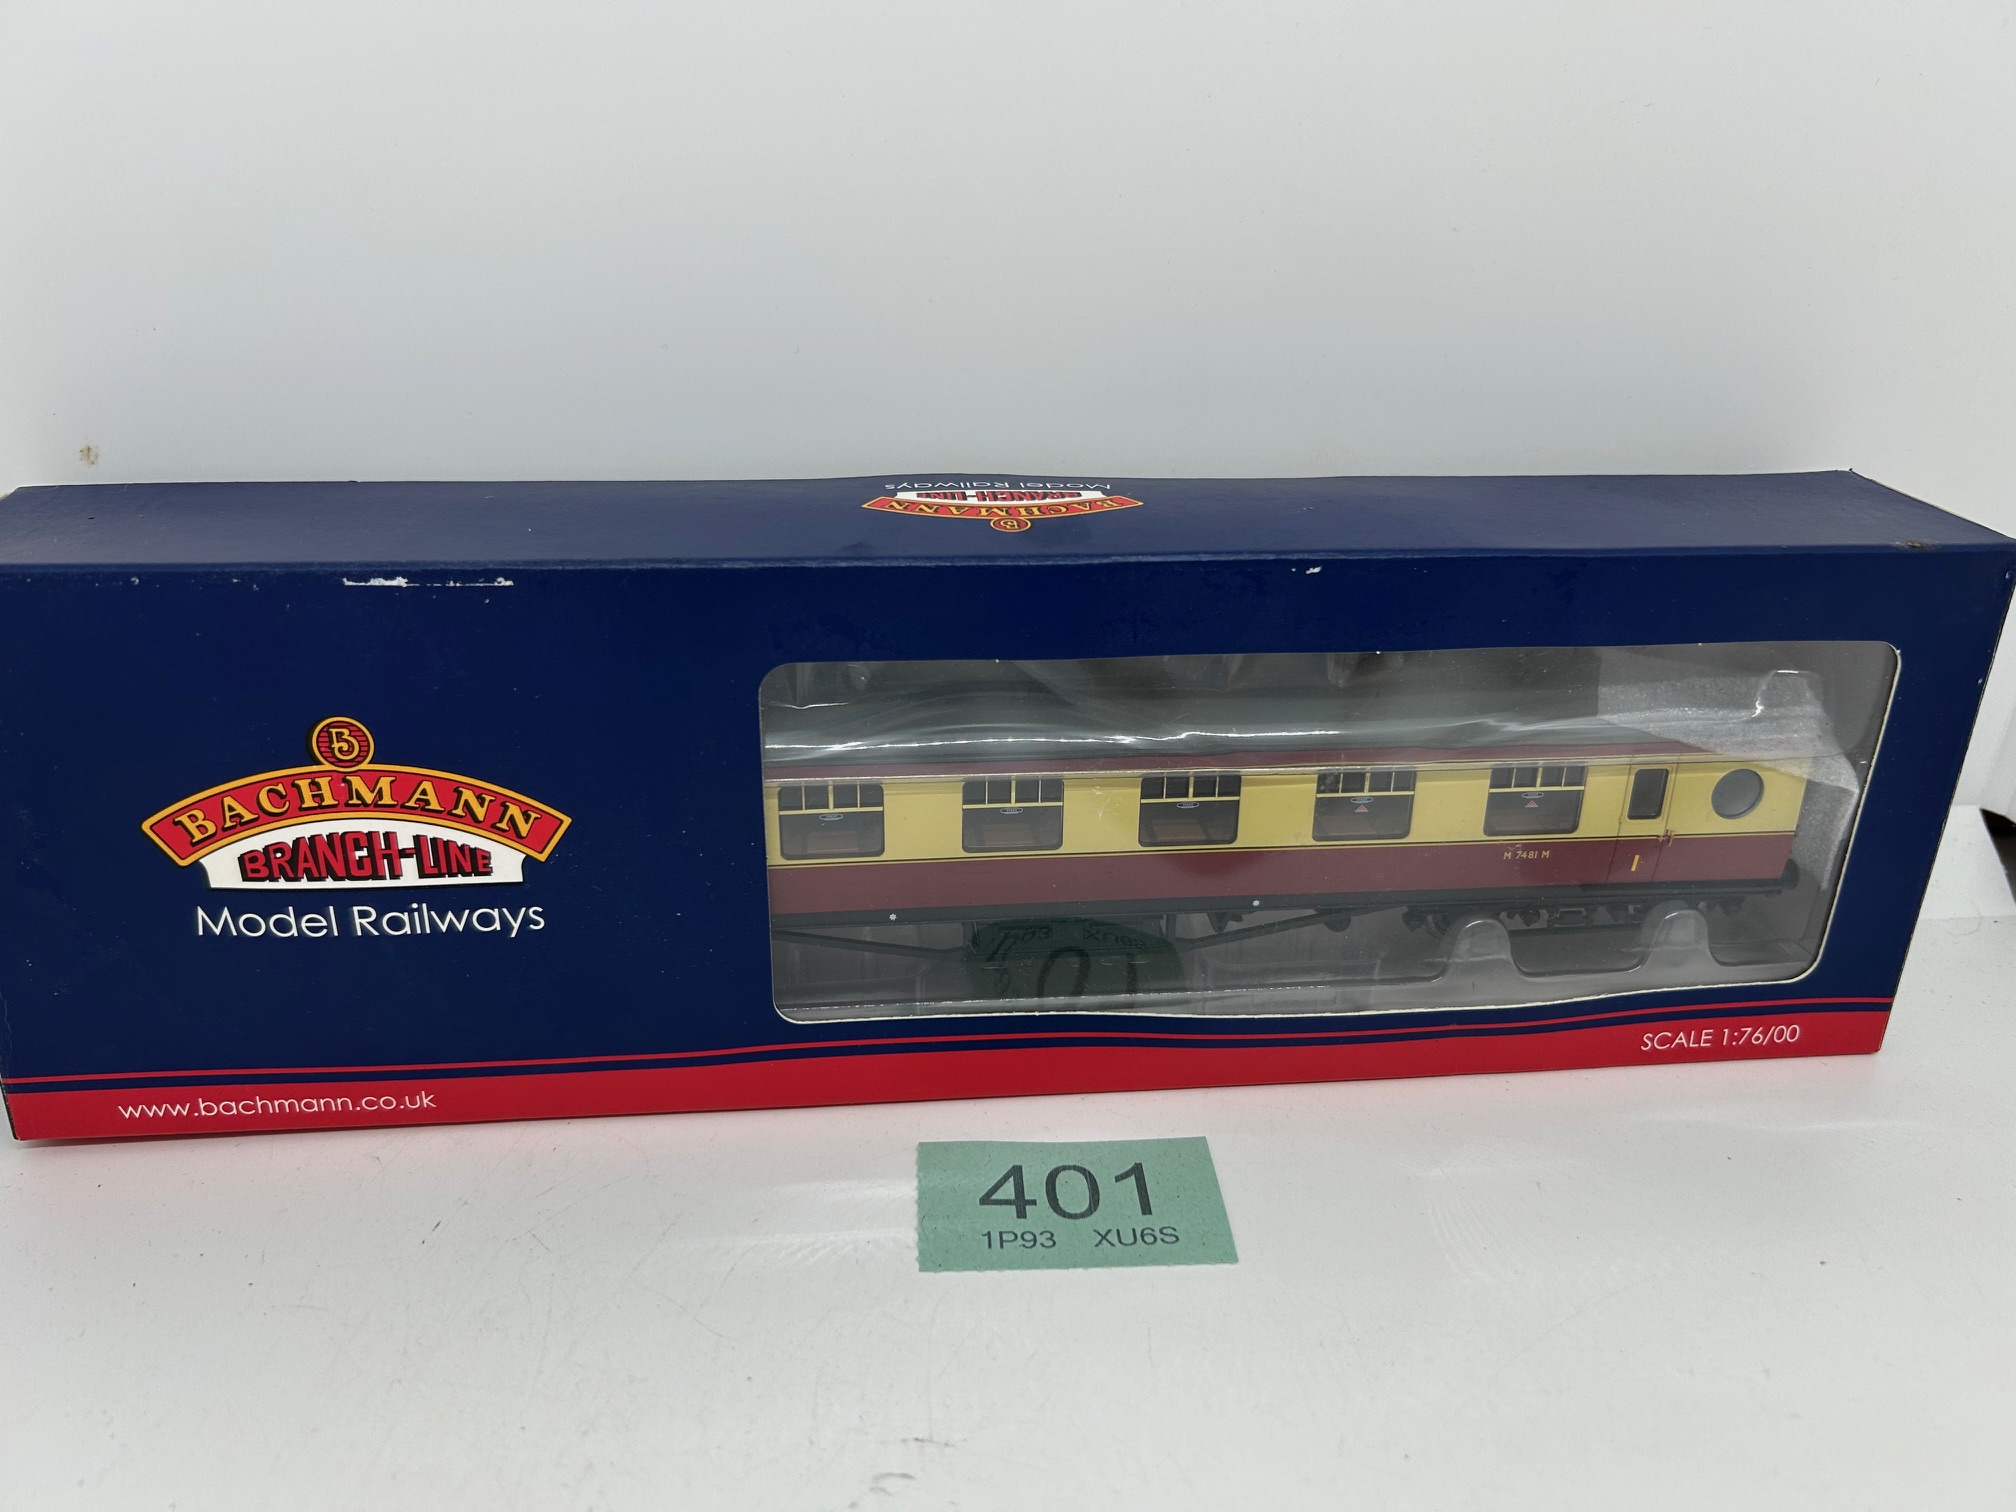 BACHMANN
BRANCH-LINE
Model Railways
B
BACHMANN
BRANCH-LINE
Model Railways
M 7481 M
SCALE 1:76/00
www.bachmann.co.uk
401
1P93 XU6S